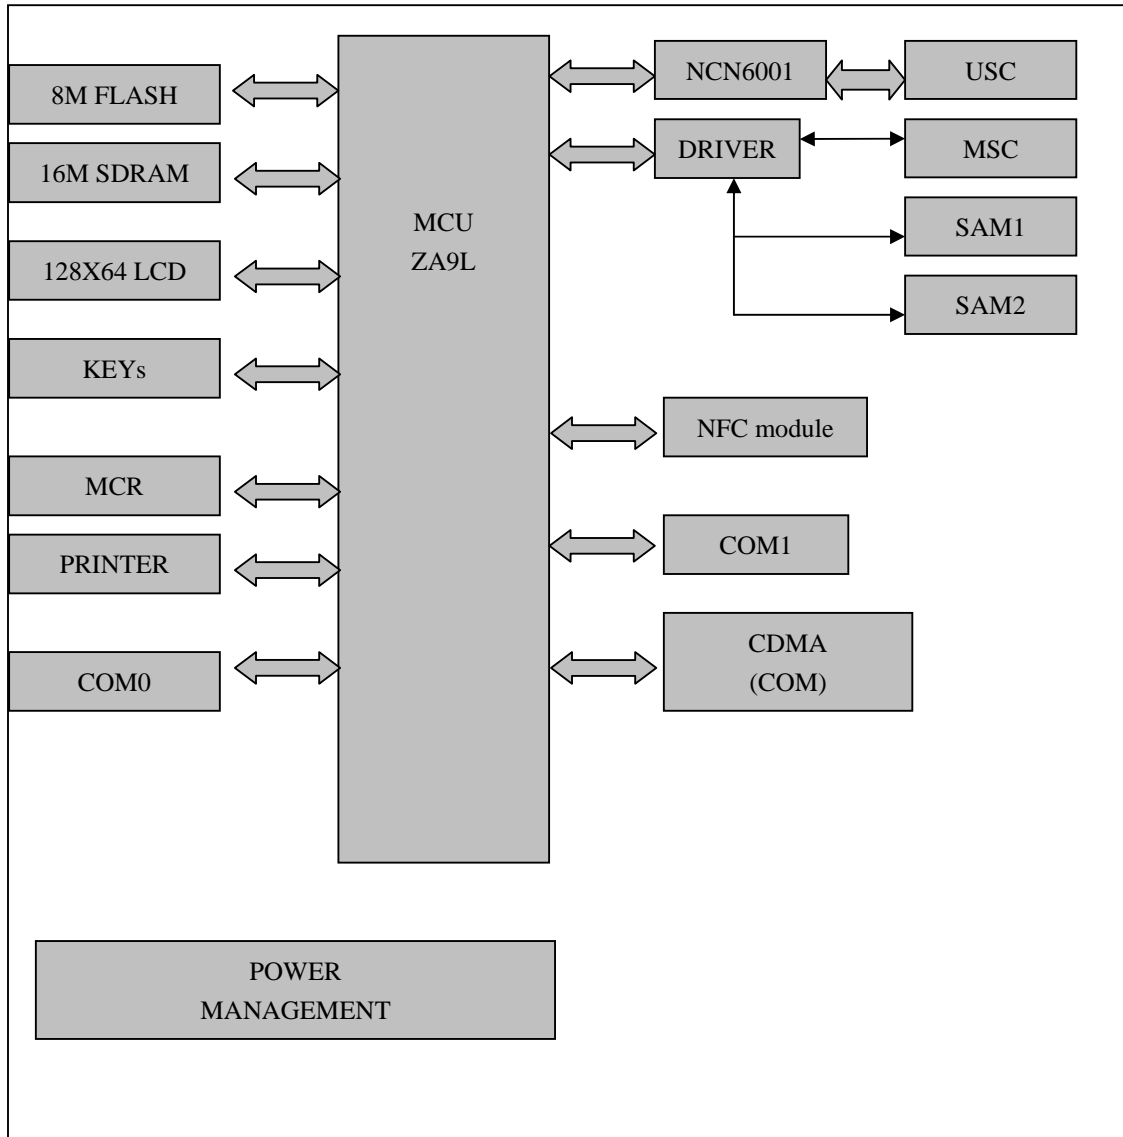 8M FLASH
16M SDRAM
128X64 LCD
KEYs
MCR
PRINTER
COM0
MCU
ZA9L
NCN6001
USC
DRIVER
MSC
SAM1
SAM2
NFC module
COM1
CDMA
(COM)
POWER
MANAGEMENT